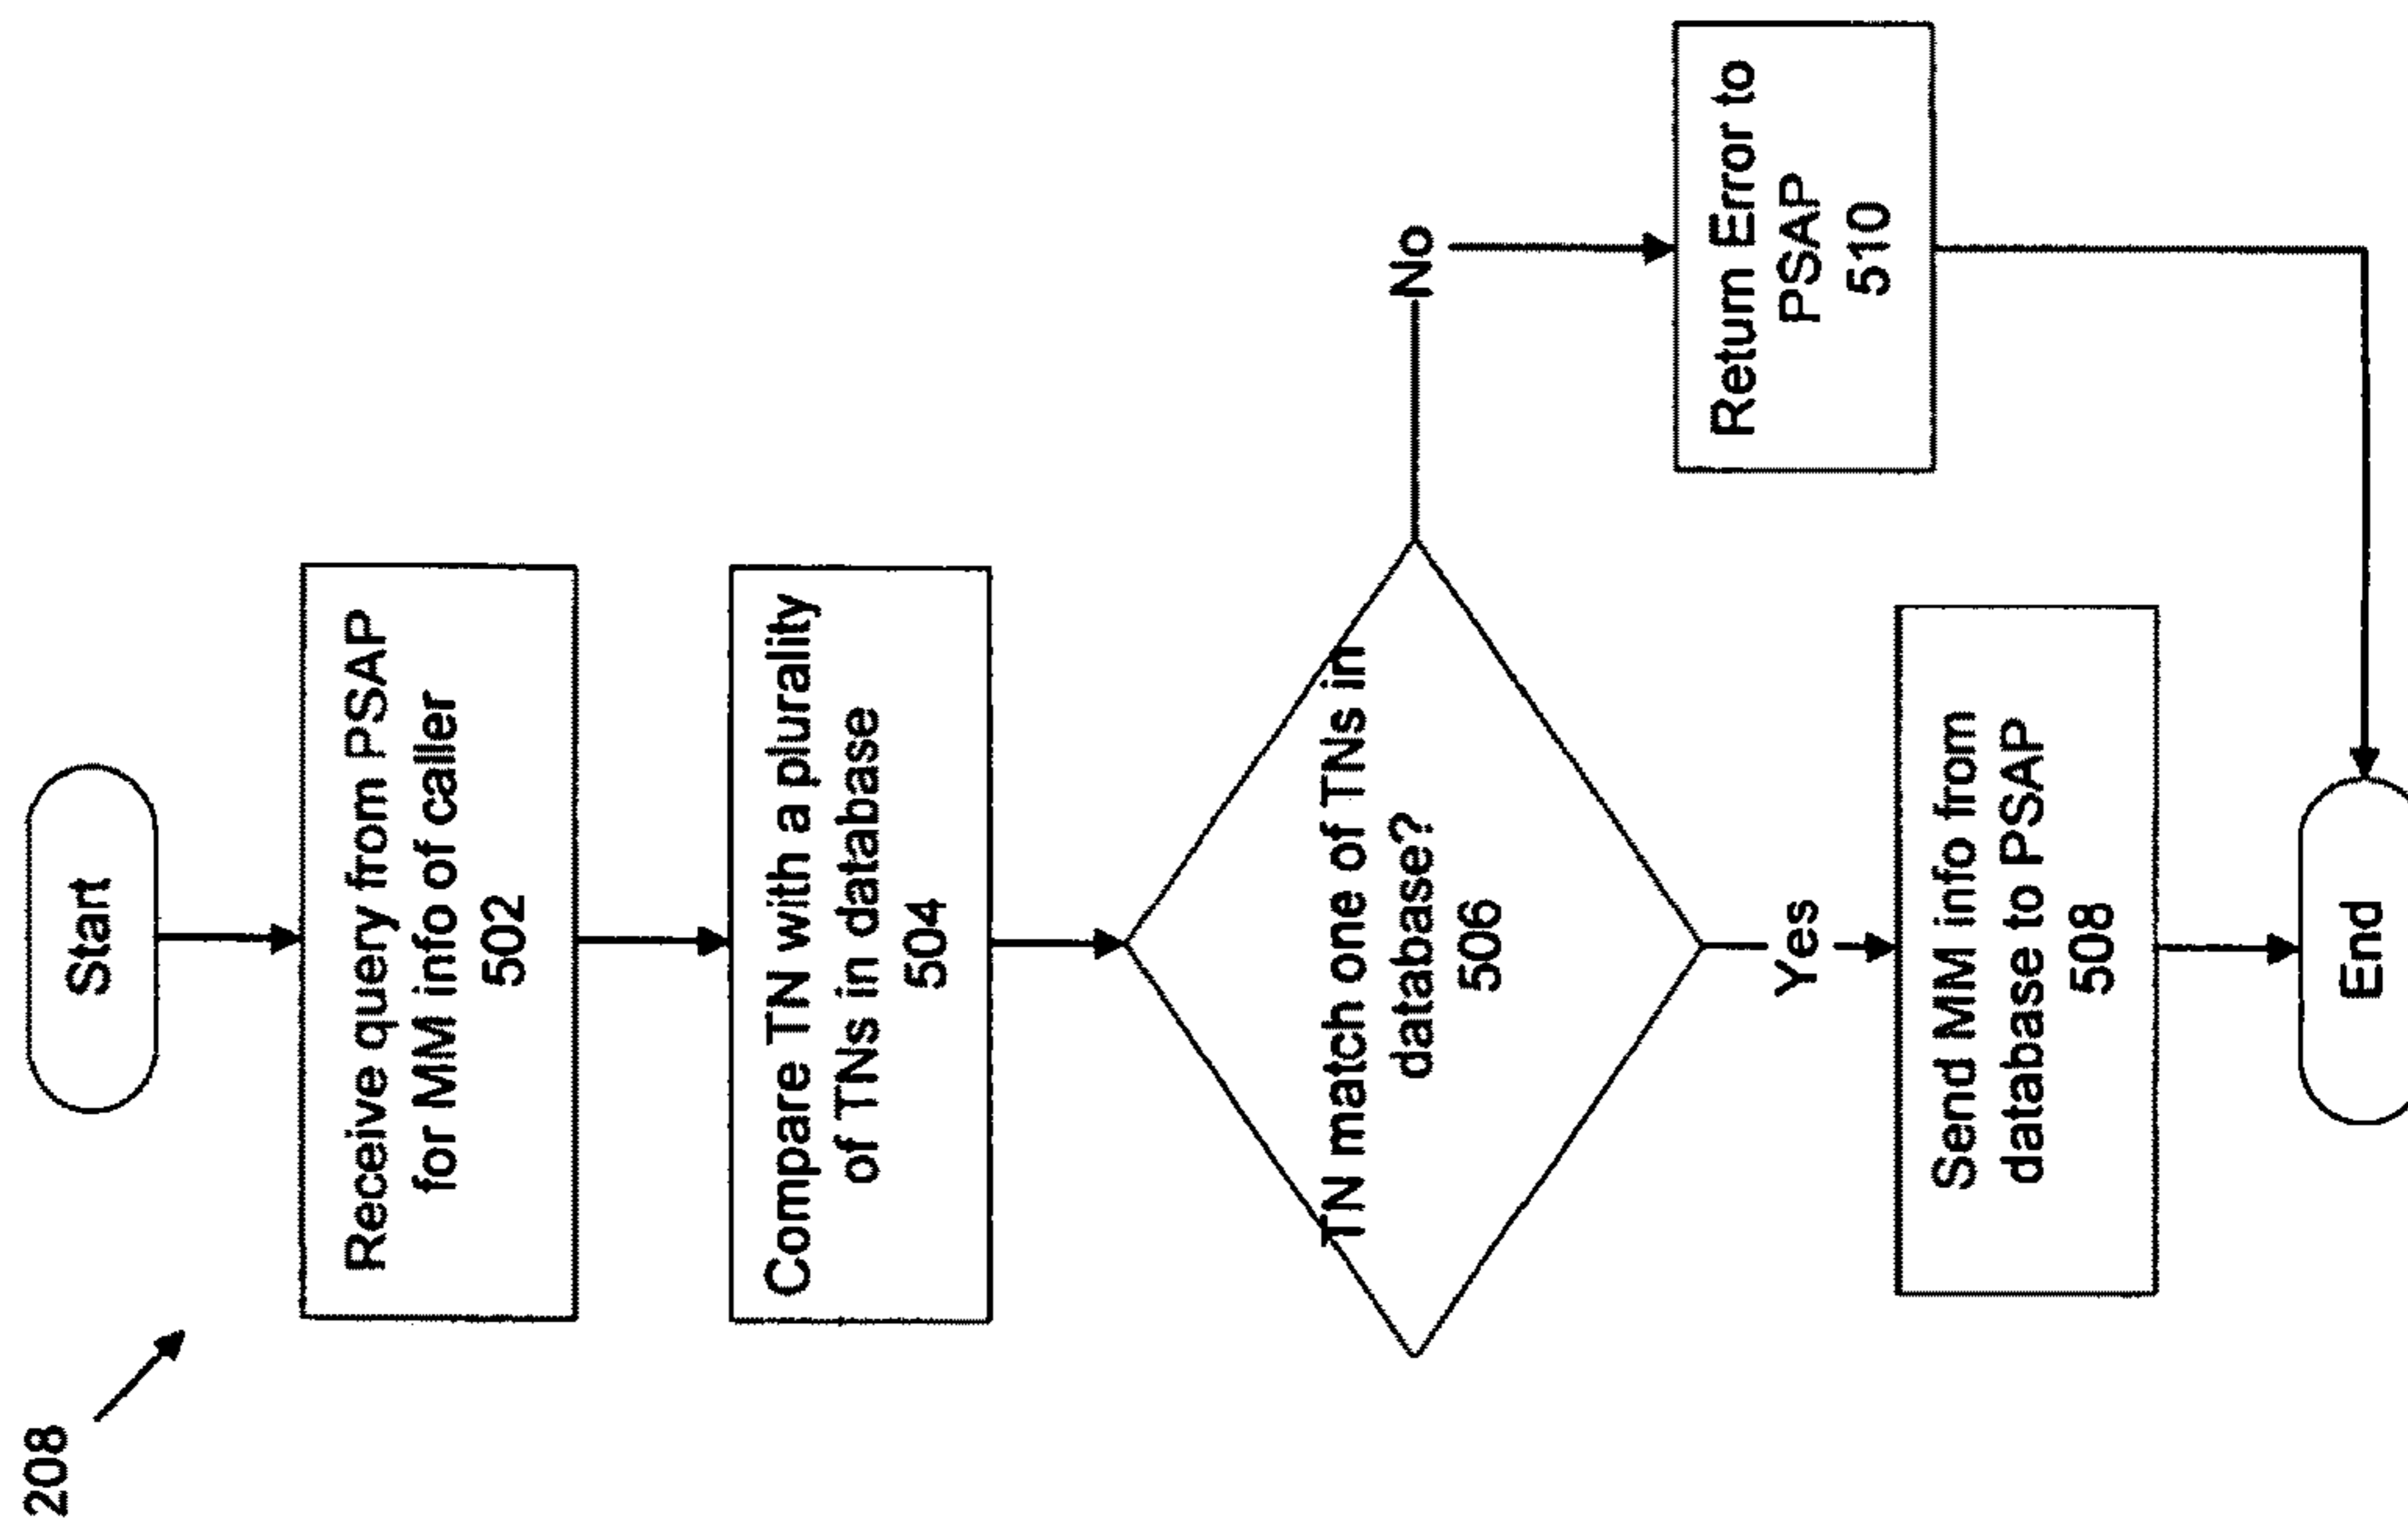 208
Start
Receive query from PSAP
for MM info of caller
502
Compare TN with a plurality
of TNs in database
504
TN match one of TNs in
database?
506
No
Return Error to
PSAP
510
Yes
Send MM info from
database to PSAP
508
End